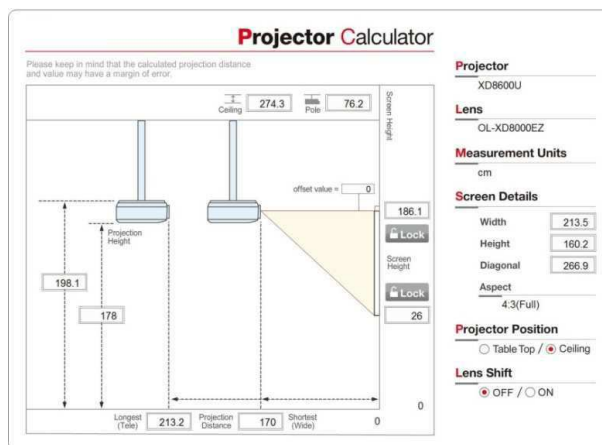 Projector Calculator
Please keep in mind that the calculated projection distance
and value may have a margin of error.
Ceiling 274.3 Pole 76.2
Screen Height
offset value = 0
186.1
Lock
Projection
Height
Screen
Height
198.1
Lock
178
26
0
Longest
(Tele)
213.2
Projection
Distance
170
Shortest
(Wide)
0
Projector
XD8600U
Lens
OL-XD8000EZ
Measurement Units
cm
Screen Details
Width 213.5
Height 160.2
Diagonal 266.9
Aspect
4:3(Full)
Projector Position
Table Top / Ceiling
Lens Shift
OFF / ON